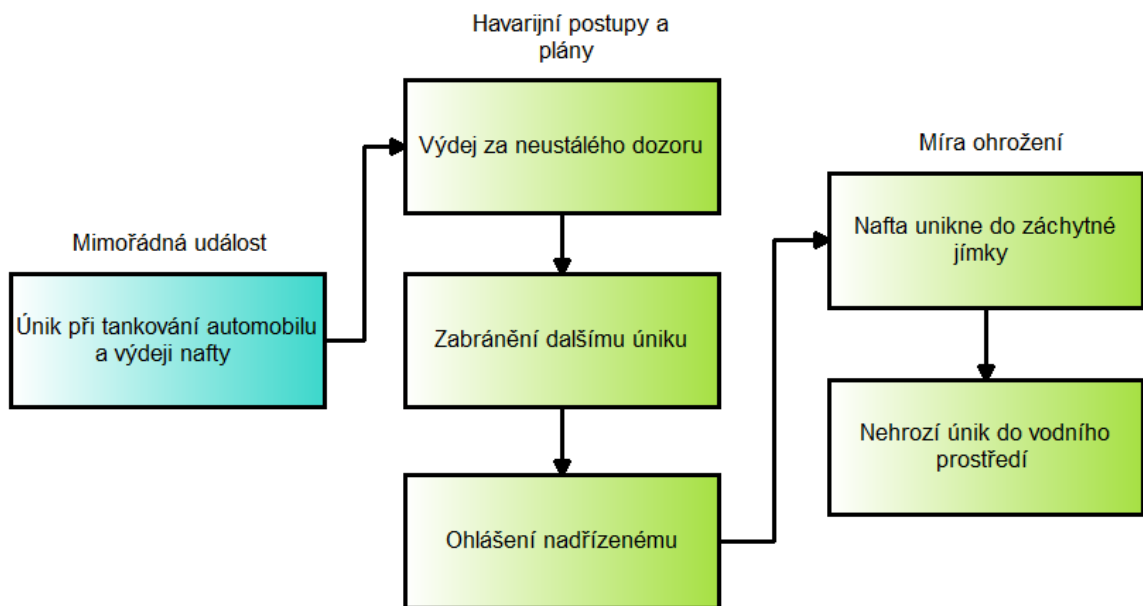 Mimořádná událost
Únik při tankování automobilu
a výdeji nafty
Havarijní postupy a
plány
Výdej za neustálého dozoru
Zabránění dalšímu úniku
Ohlášení nadřízenému
Míra ohrožení
Nafta unikne do záchytné
jímky
Nehrozí únik do vodního
prostředí